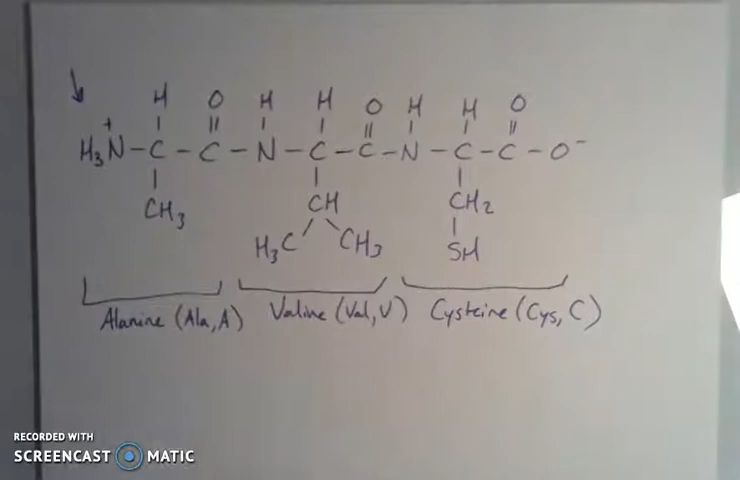 H O H H O H H O
H₃N⁺ - C - C - N - C - C - N - C - C - O⁻
CH₃ CH CH₂
H₃C CH₃ SH
Alanine (Ala, A) Valine (Val, V) Cysteine (Cys, C)
RECORDED WITH
SCREENCAST MATIC